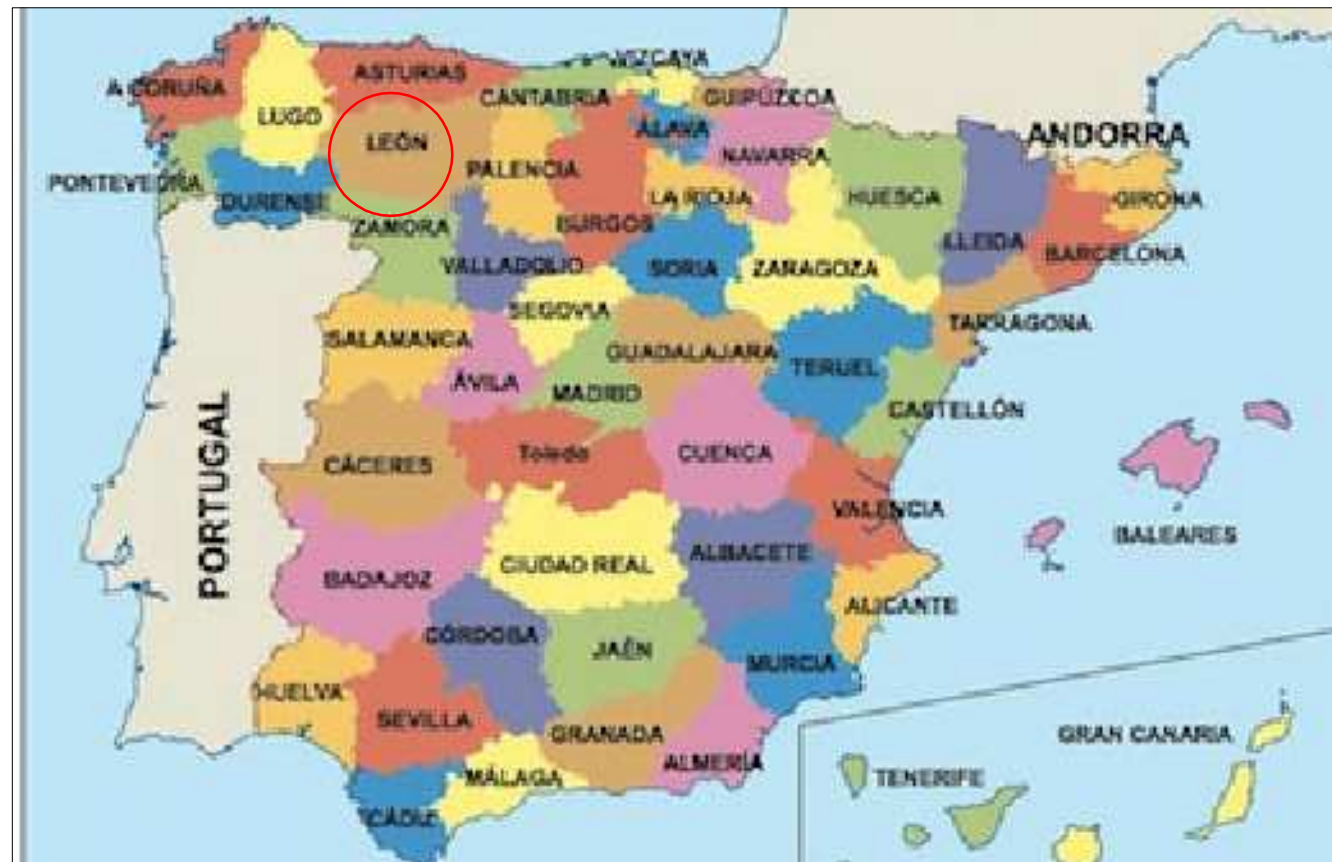 VIZCAYA
A CORUÑA
ASTURIAS
CANTABRIA
GUIPÚZCOA
LUGO
LEÓN
ÁLAVA
ANDORRA
PALENCIA
NAVARRA
PONTEVEDRA
OURENSE
LA RIOJA
HUESCA
GIRONA
ZAMORA
BURGOS
LLEIDA
BARCELONA
VALLADOLID
SORIA
ZARAGOZA
SEGOVIA
SALAMANCA
GUADALAJARA
TARRAGONA
ÁVILA
MADRID
TERUEL
CASTELLÓN
PORTUGAL
CÁCERES
Toledo
CUENCA
VALENCIA
BALEARES
BADAJOZ
CIUDAD REAL
ALBACETE
ALICANTE
CÓRDOBA
JAÉN
MURCIA
HUELVA
SEVILLA
GRANADA
ALMERÍA
GRAN CANARIA
MÁLAGA
TENERIFE
CÁDIZ